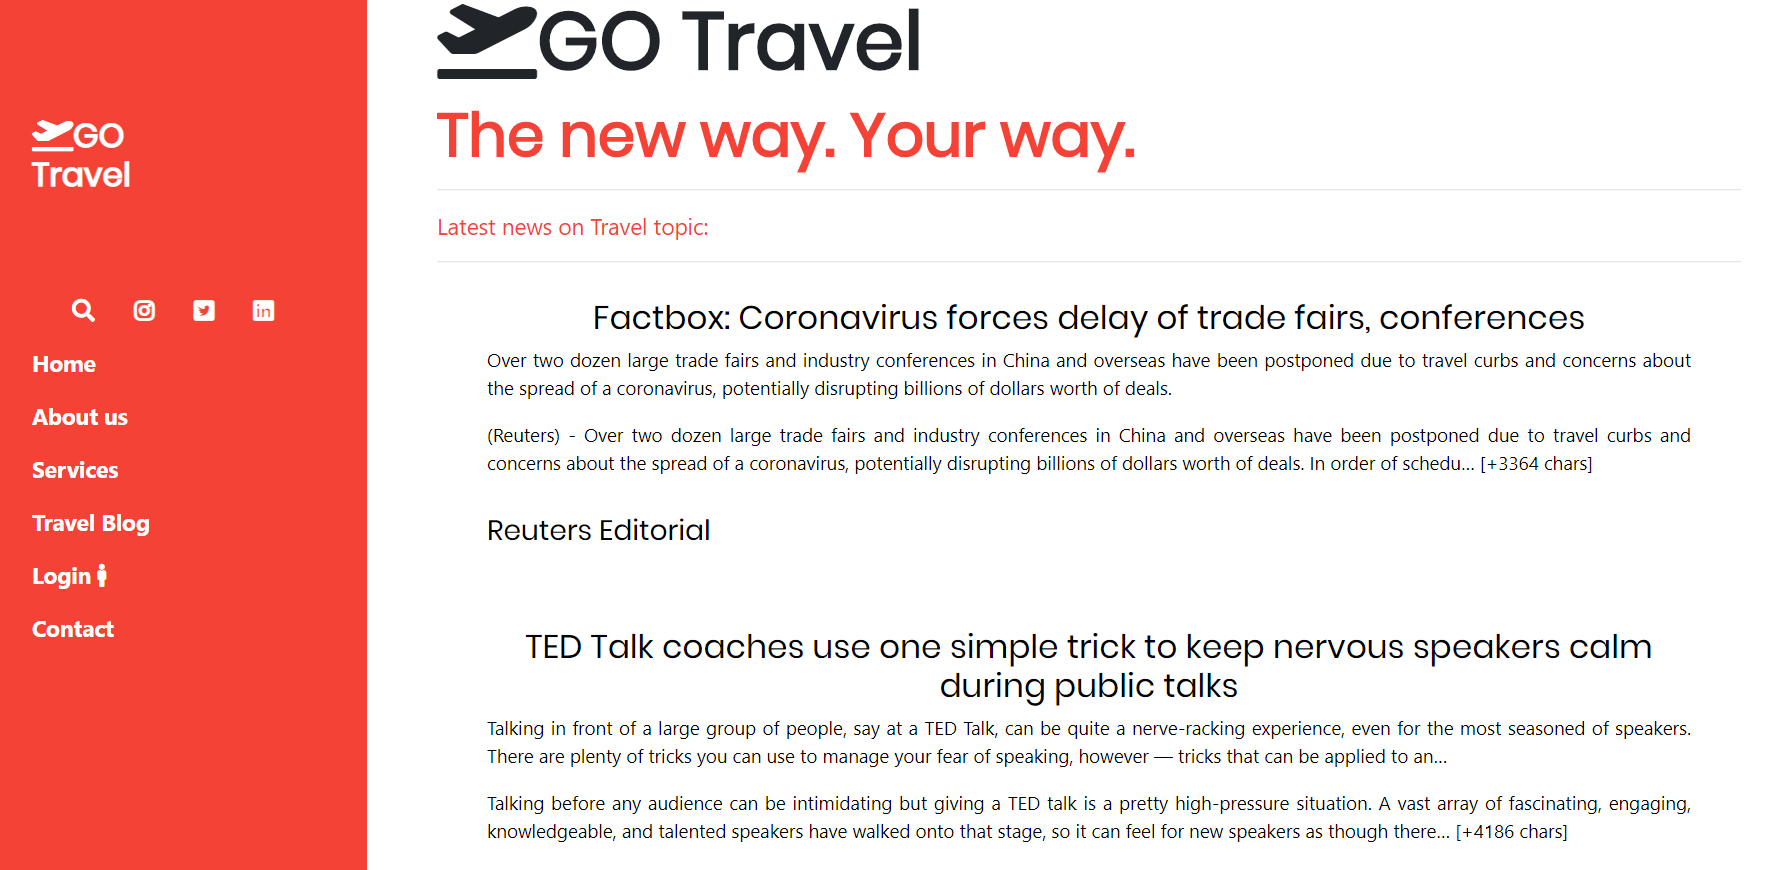 GO
Travel
Home
About us
Services
Travel Blog
Login
Contact
GO Travel
The new way. Your way.
Latest news on Travel topic:
Factbox: Coronavirus forces delay of trade fairs, conferences
Over two dozen large trade fairs and industry conferences in China and overseas have been postponed due to travel curbs and concerns about
the spread of a coronavirus, potentially disrupting billions of dollars worth of deals.
(Reuters) - Over two dozen large trade fairs and industry conferences in China and overseas have been postponed due to travel curbs and
concerns about the spread of a coronavirus, potentially disrupting billions of dollars worth of deals. In order of schedu... [+3364 chars]
Reuters Editorial
TED Talk coaches use one simple trick to keep nervous speakers calm
during public talks
Talking in front of a large group of people, say at a TED Talk, can be quite a nerve-racking experience, even for the most seasoned of speakers.
There are plenty of tricks you can use to manage your fear of speaking, however — tricks that can be applied to an...
Talking before any audience can be intimidating but giving a TED talk is a pretty high-pressure situation. A vast array of fascinating, engaging,
knowledgeable, and talented speakers have walked onto that stage, so it can feel for new speakers as though there... [+4186 chars]